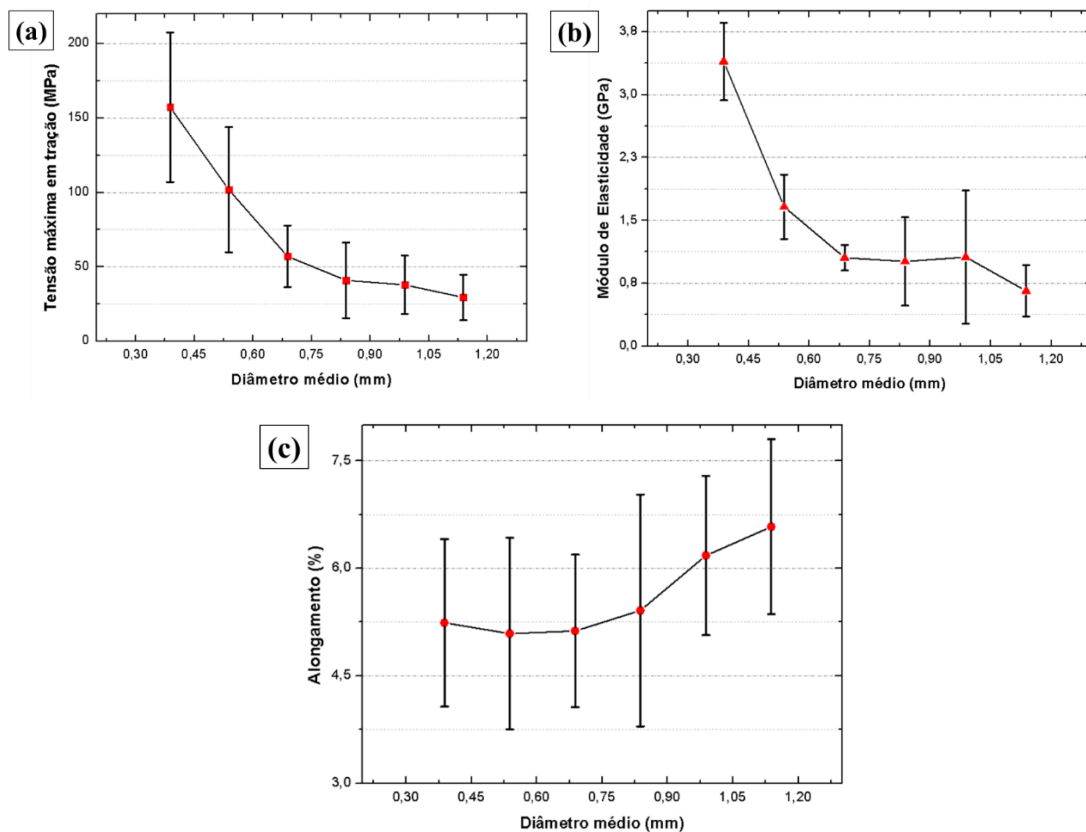 (a)
Tensão máxima em tração (MPa)
200
150
100
50
0
0,30 0,45 0,60 0,75 0,90 1,05 1,20
Diâmetro médio (mm)
(b)
Módulo de Elasticidade (GPa)
3,8
3,0
2,3
1,5
0,8
0,0
0,30 0,45 0,60 0,75 0,90 1,05 1,20
Diâmetro médio (mm)
(c)
Alongamento (%)
7,5
6,0
4,5
3,0
0,30 0,45 0,60 0,75 0,90 1,05 1,20
Diâmetro médio (mm)